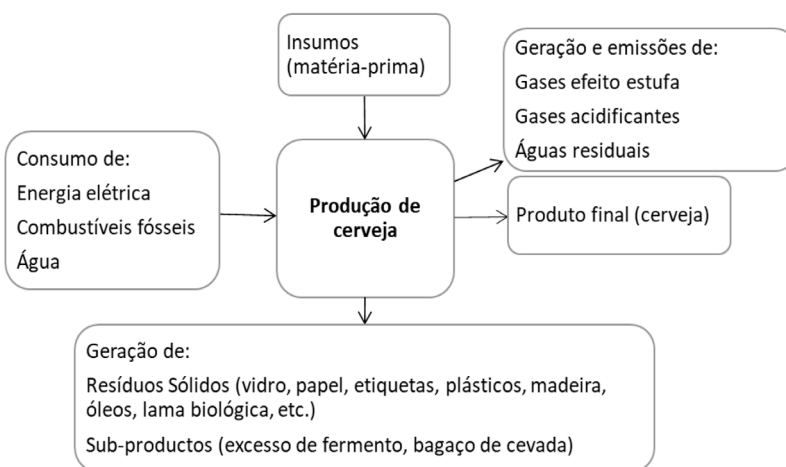 Insumos
(matéria-prima)
Geração e emissões de:
Gases efeito estufa
Gases acidificantes
Águas residuais
Consumo de:
Energia elétrica
Combustíveis fósseis
Água
Produção de
cerveja
Produto final (cerveja)
Geração de:
Resíduos Sólidos (vidro, papel, etiquetas, plásticos, madeira,
óleos, lama biológica, etc.)
Sub-productos (excesso de fermento, bagaço de cevada)